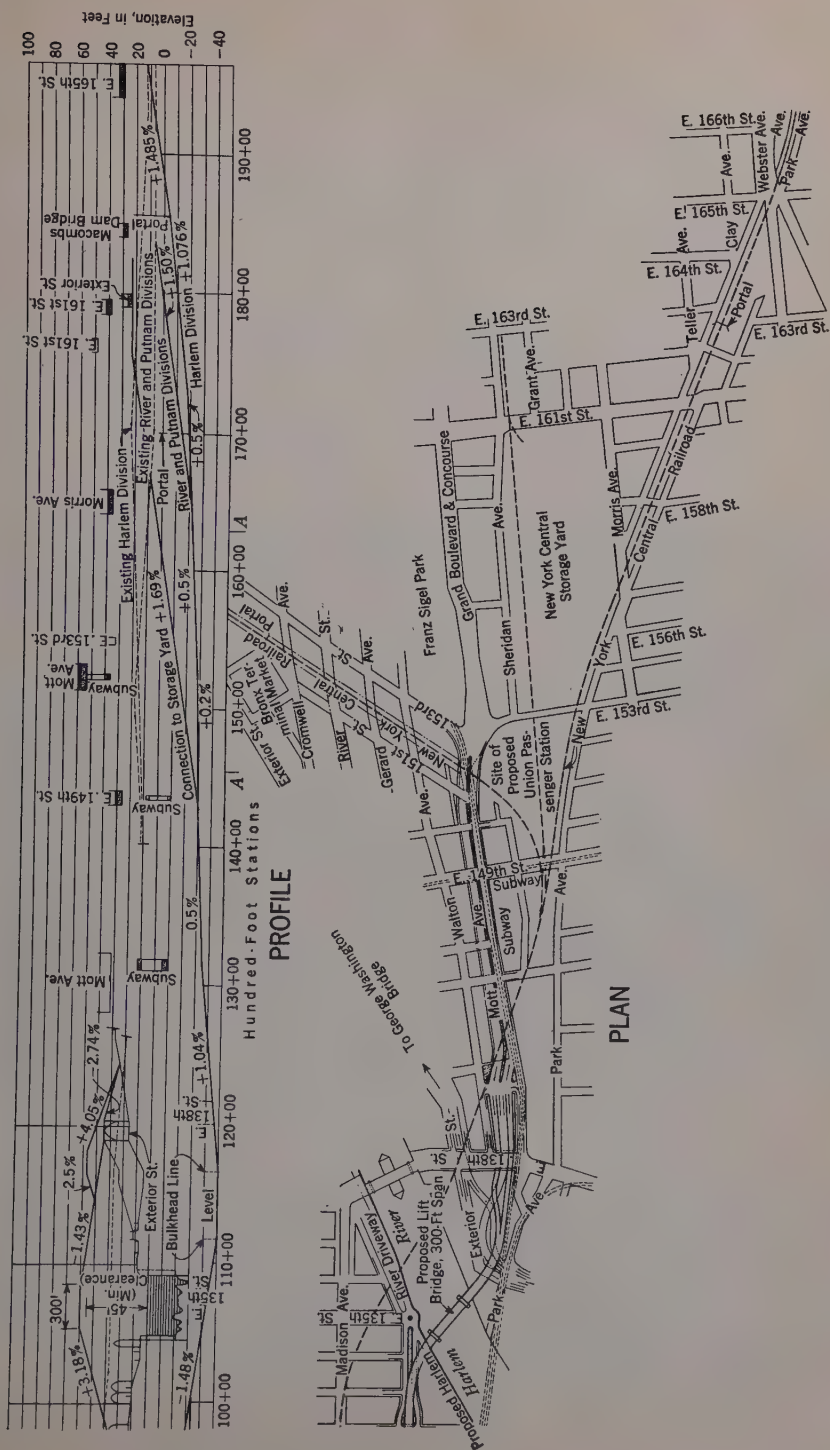 Elevation, in Feet
100
80
60
40
20
0
-20
-40
E. 165th St.
Macombs
Dam Bridge
Exterior St.
E. 161st St.
E. 161st St.
Morris Ave.
E. 153rd St.
Mott
Ave.
Subway
E. 149th St.
Subway
Mott Ave.
Subway
+1.485%
Portal
+1.50%
+1.076%
Existing Harlem Division
Existing River and Putnam Divisions
Portal
River and Putnam Divisions
Harlem Division
+0.5%
+0.5%
Connection to Storage Yard +1.69%
+0.2%
0.5%
+1.04%
-2.74%
+4.05%
-2.5%
-1.43%
Exterior St.
Bulkhead Line
Level
E. 138th St.
300'
45'
(Min. Clearance)
E. 135th St.
+3.18%
-1.48%
100+00
110+00
120+00
130+00
140+00
A
150+00
160+00
A
170+00
180+00
190+00
Hundred-Foot Stations
PROFILE
E. 166th St.
Ave.
Webster Ave.
Park Ave.
E. 165th St.
Clay
Ave.
E. 164th St.
Teller
Portal
E. 163rd St.
E. 163rd St.
Grant Ave.
E. 161st St.
Grand Boulevard & Concourse
Franz Sigel Park
Sheridan
Ave.
New York Central
Storage Yard
Morris Ave.
Railroad
Central
E. 158th St.
York
E. 156th St.
E. 153rd St.
New
Portal
Railroad
Central
York
New
Ave.
St.
Ave.
153rd
Exterior St.
Bronx Ter-
minal Market
Cromwell
River
St.
Gerard
151st
Ave.
Site of
Proposed
Union Pas-
senger Station
E. 149th St.
Subway
Ave.
Walton
Ave.
Subway
Mott
To George Washington
Bridge
Park
PLAN
St.
138th
St.
Ave.
Exterior
Madison Ave.
River Driveway
River
E. 135th
St.
Proposed Lift
Bridge, 300-Ft Span
Park
Proposed Harlem
Harlem